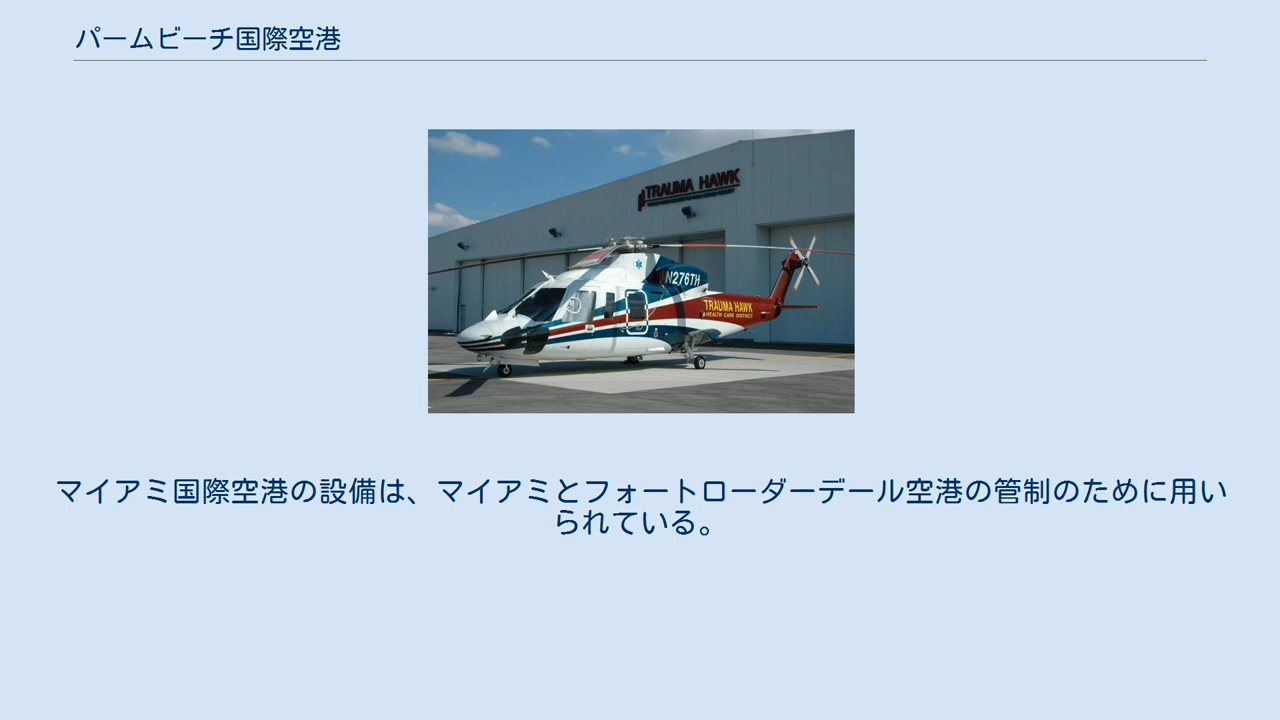 パームビーチ国際空港
TRAUMA HAWK
N276TH
TRAUMA HAWK
HEALTH CARE DISTRICT
マイアミ国際空港の設備は、マイアミとフォートローダーデール空港の管制のために用い
られている。